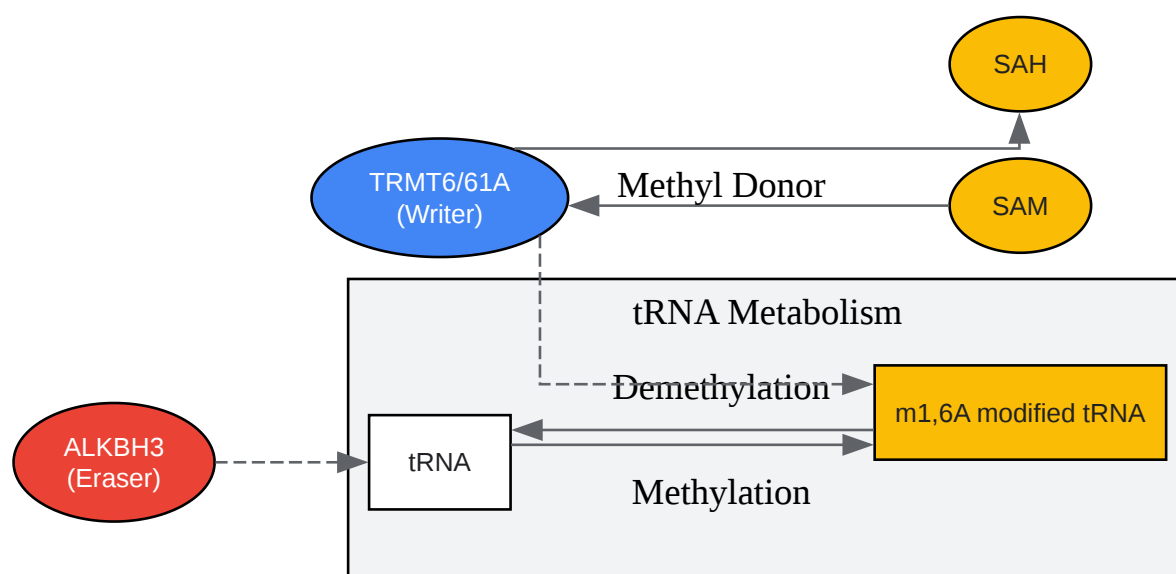 SAH
TRMT6/61A
(Writer)
Methyl Donor
SAM
tRNA Metabolism
Demethylation
m1,6A modified tRNA
ALKBH3
(Eraser)
tRNA
Methylation